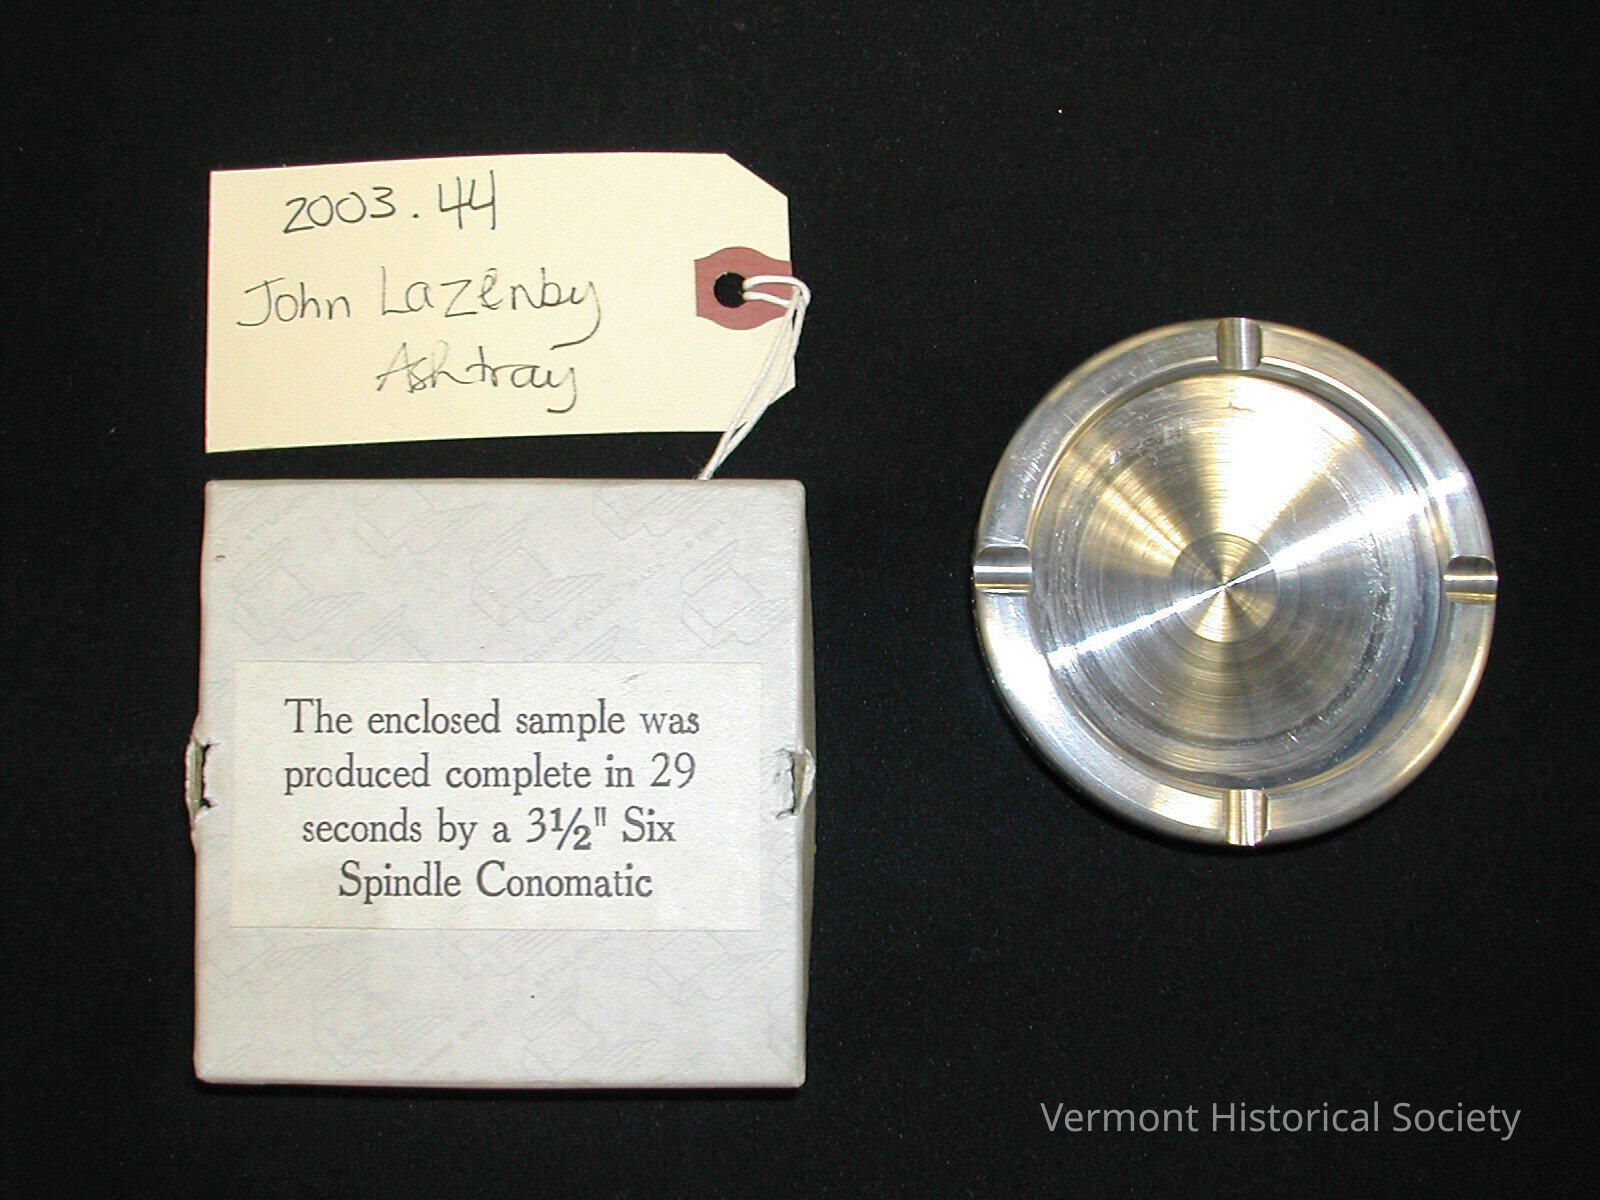 2003.44
John Lazenby
Ashtray
The enclosed sample was
produced complete in 29
seconds by a 3½" Six
Spindle Conomatic
Vermont Historical Society